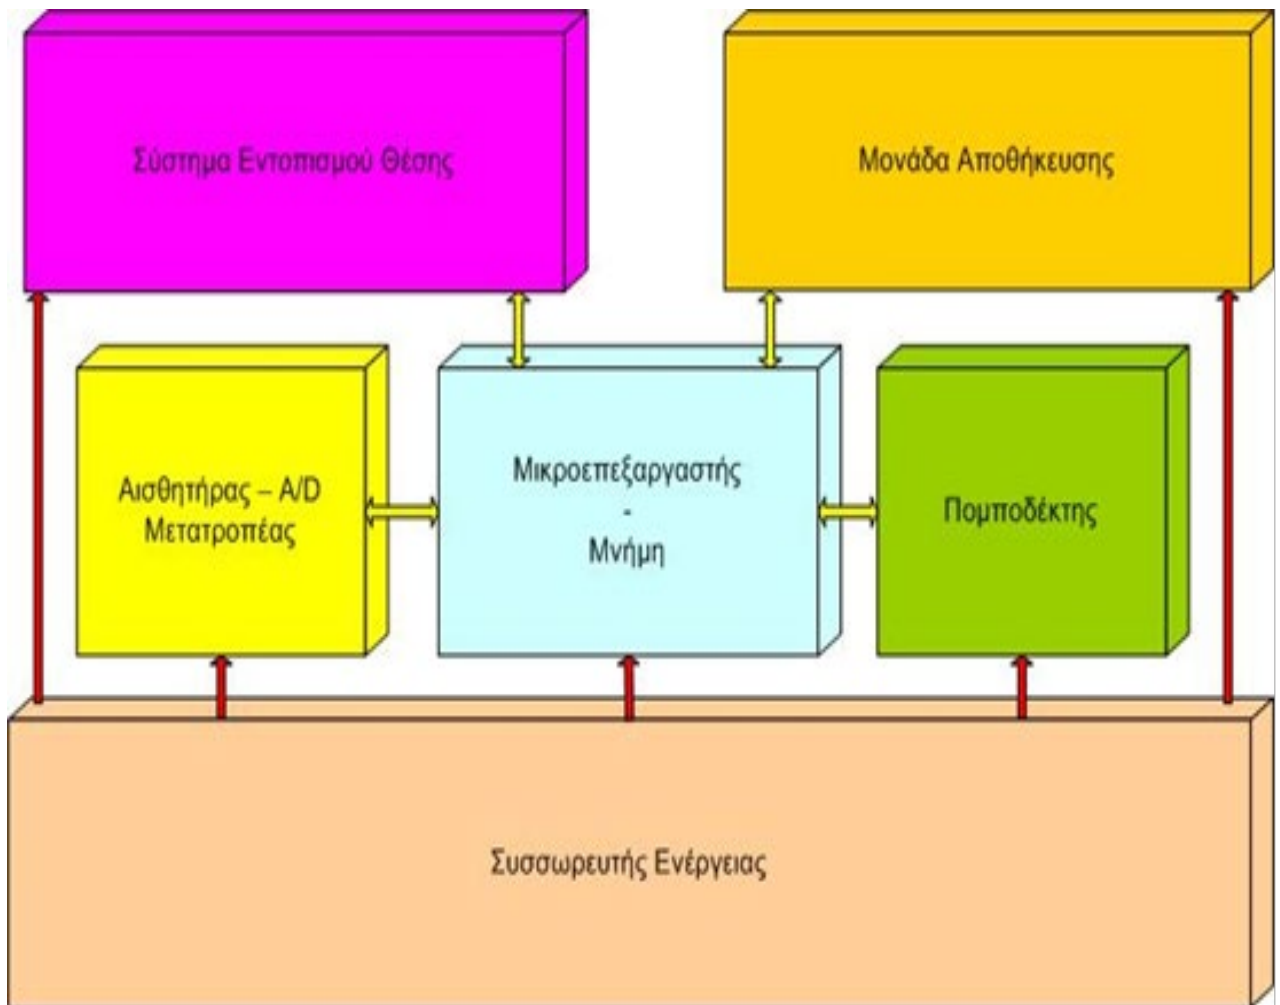 Σύστημα Εντοπισμού Θέσης
Μονάδα Αποθήκευσης
Αισθητήρας – A/D
Μετατροπέας
Μικροεπεξαργαστής
-
Μνήμη
Πομποδέκτης
Συσσωρευτής Ενέργειας